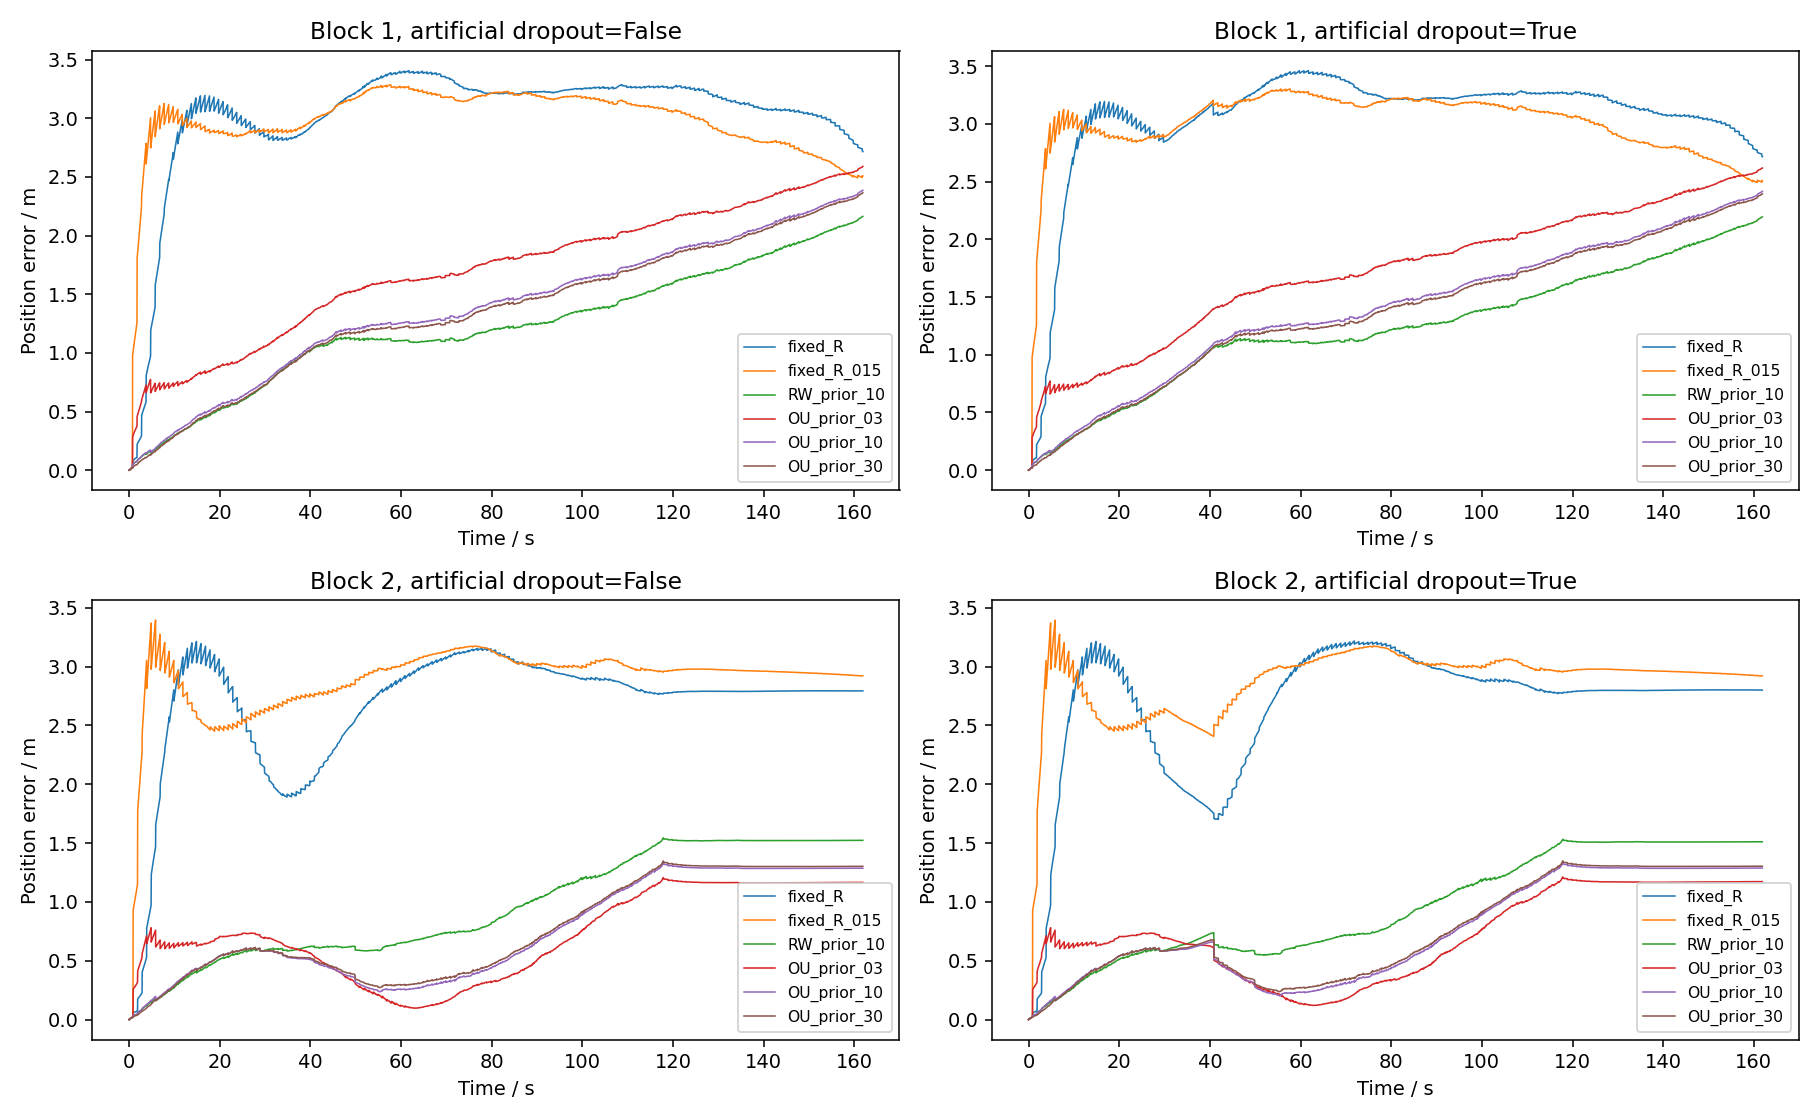 Block 1, artificial dropout=False
Position error / m
3.5
3.0
2.5
2.0
1.5
1.0
0.5
0.0
fixed_R
fixed_R_015
RW_prior_10
OU_prior_03
OU_prior_10
OU_prior_30
0 20 40 60 80 100 120 140 160
Time / s
Block 1, artificial dropout=True
Position error / m
3.5
3.0
2.5
2.0
1.5
1.0
0.5
0.0
fixed_R
fixed_R_015
RW_prior_10
OU_prior_03
OU_prior_10
OU_prior_30
0 20 40 60 80 100 120 140 160
Time / s
Block 2, artificial dropout=False
Position error / m
3.5
3.0
2.5
2.0
1.5
1.0
0.5
0.0
fixed_R
fixed_R_015
RW_prior_10
OU_prior_03
OU_prior_10
OU_prior_30
0 20 40 60 80 100 120 140 160
Time / s
Block 2, artificial dropout=True
Position error / m
3.5
3.0
2.5
2.0
1.5
1.0
0.5
0.0
fixed_R
fixed_R_015
RW_prior_10
OU_prior_03
OU_prior_10
OU_prior_30
0 20 40 60 80 100 120 140 160
Time / s